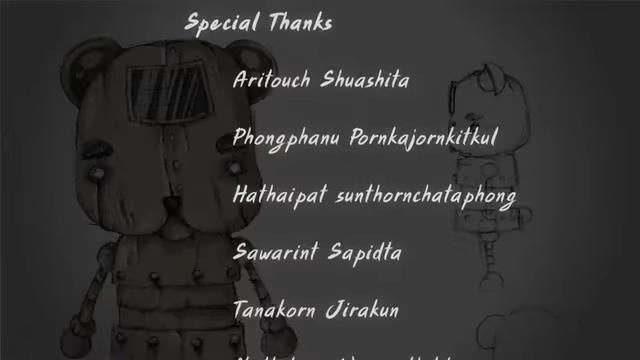 Special Thanks
Aritouch Shuashita
Phongphanu Pornkajornkitkul
Hathaipat sunthornchataphong
Sawarint Sapidta
Tanakorn Jirakun